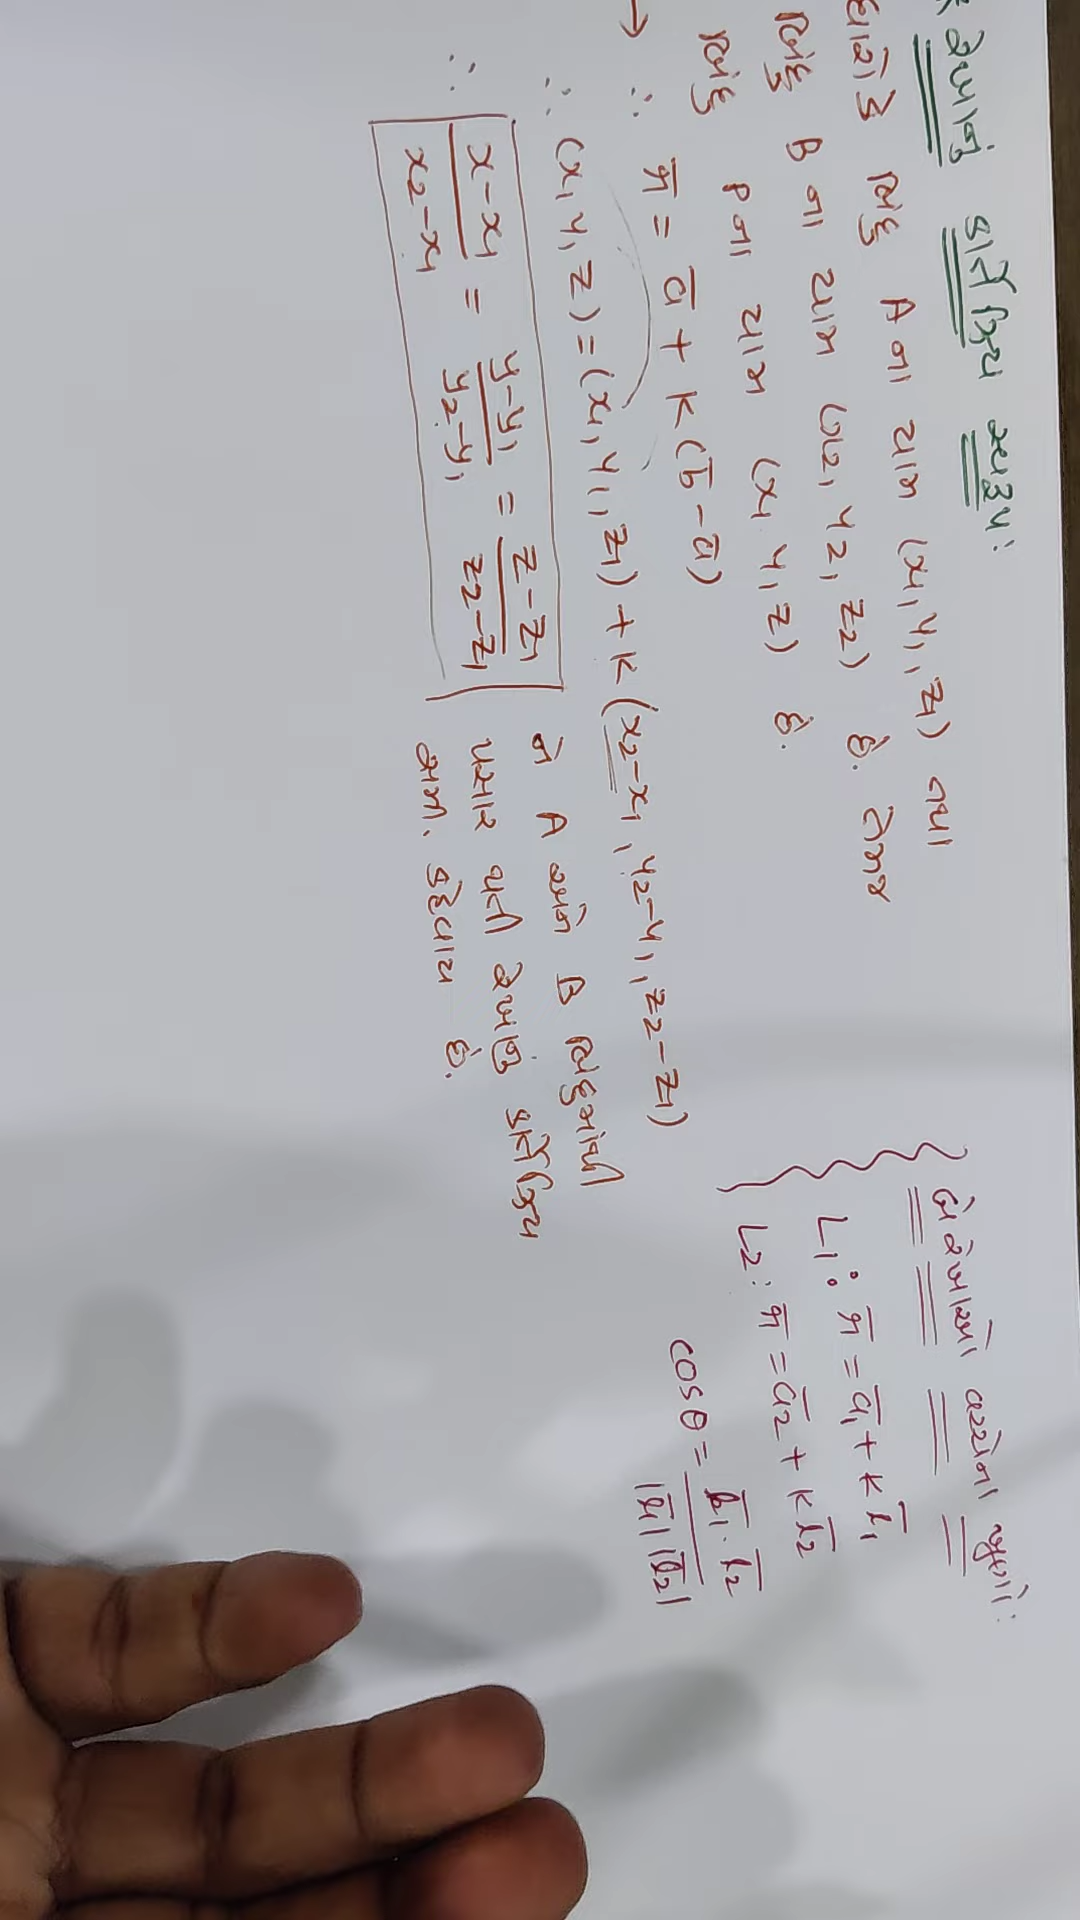 રેખાનું કાર્તેઝિય સ્વરૂપ:
ધારો કે બિંદુ A ના યામ (x₁, y₁, z₁) તથા
બિંદુ B ના યામ (x₂, y₂, z₂) છે. તેમજ
બિંદુ P ના યામ (x, y, z) છે.
→ ∴ r̅ = a̅ + k(b̅ - a̅)
∴ (x, y, z) = (x₁, y₁, z₁) + k(x₂-x₁, y₂-y₁, z₂-z₁)
∴ x-x₁/x₂-x₁ = y-y₁/y₂-y₁ = z-z₁/z₂-z₁
ને A અને B બિંદુમાંથી
પસાર થતી રેખાનું કાર્તેઝિય
સમી. કહેવાય છે.
બે રેખાઓ વચ્ચેના ખૂણો:
L₁: r̅ = a̅₁ + k l̅₁
L₂: r̅ = a̅₂ + k l̅₂
cosθ = l̅₁ · l̅₂ / |l̅₁| |l̅₂|